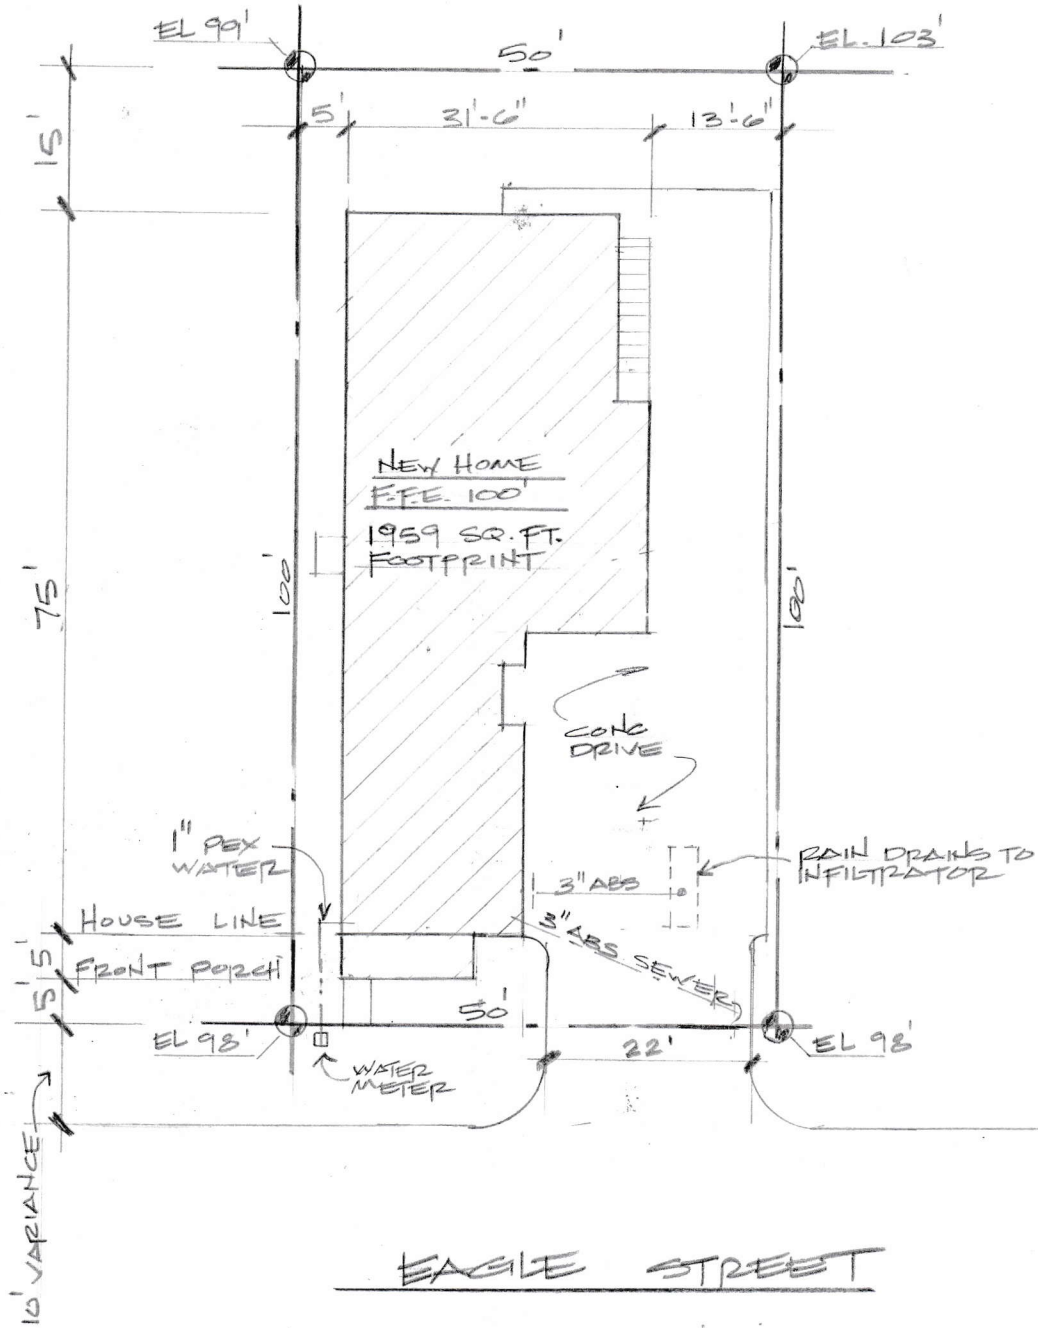 EL 99'
50'
EL. 103'
5'
31'-6"
13'-6"
15'
NEW HOME
F.F.E. 100'
1959 SQ. FT.
FOOTPRINT
75'
100'
100'
CONC
DRIVE
1" PEX
WATER
RAIN DRAINS TO
INFILTRATOR
3" ABS
3" ABS SEWER
HOUSE LINE
5'
FRONT PORCH
5'
50'
EL 98'
EL 98'
22'
WATER
METER
10' VARIANCE
EAGLE STREET